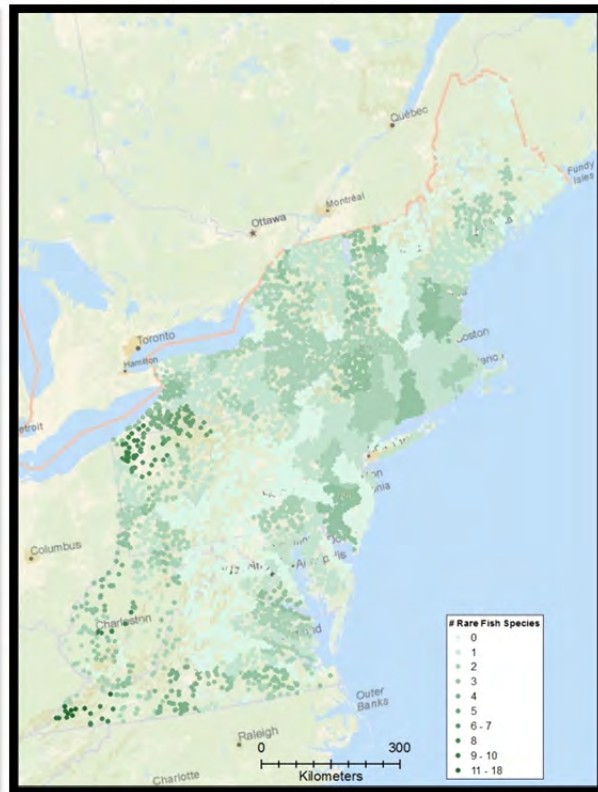 Québec
Fundy
Isles
Montréal
Ottawa
Toronto
Hamilton
oston
etroit
Columbus
Charleston
Outer
Banks
Raleigh
Charlotte
0 300
Kilometers
# Rare Fish Species
0
1
2
3
4
5
6 - 7
8
9 - 10
11 - 18